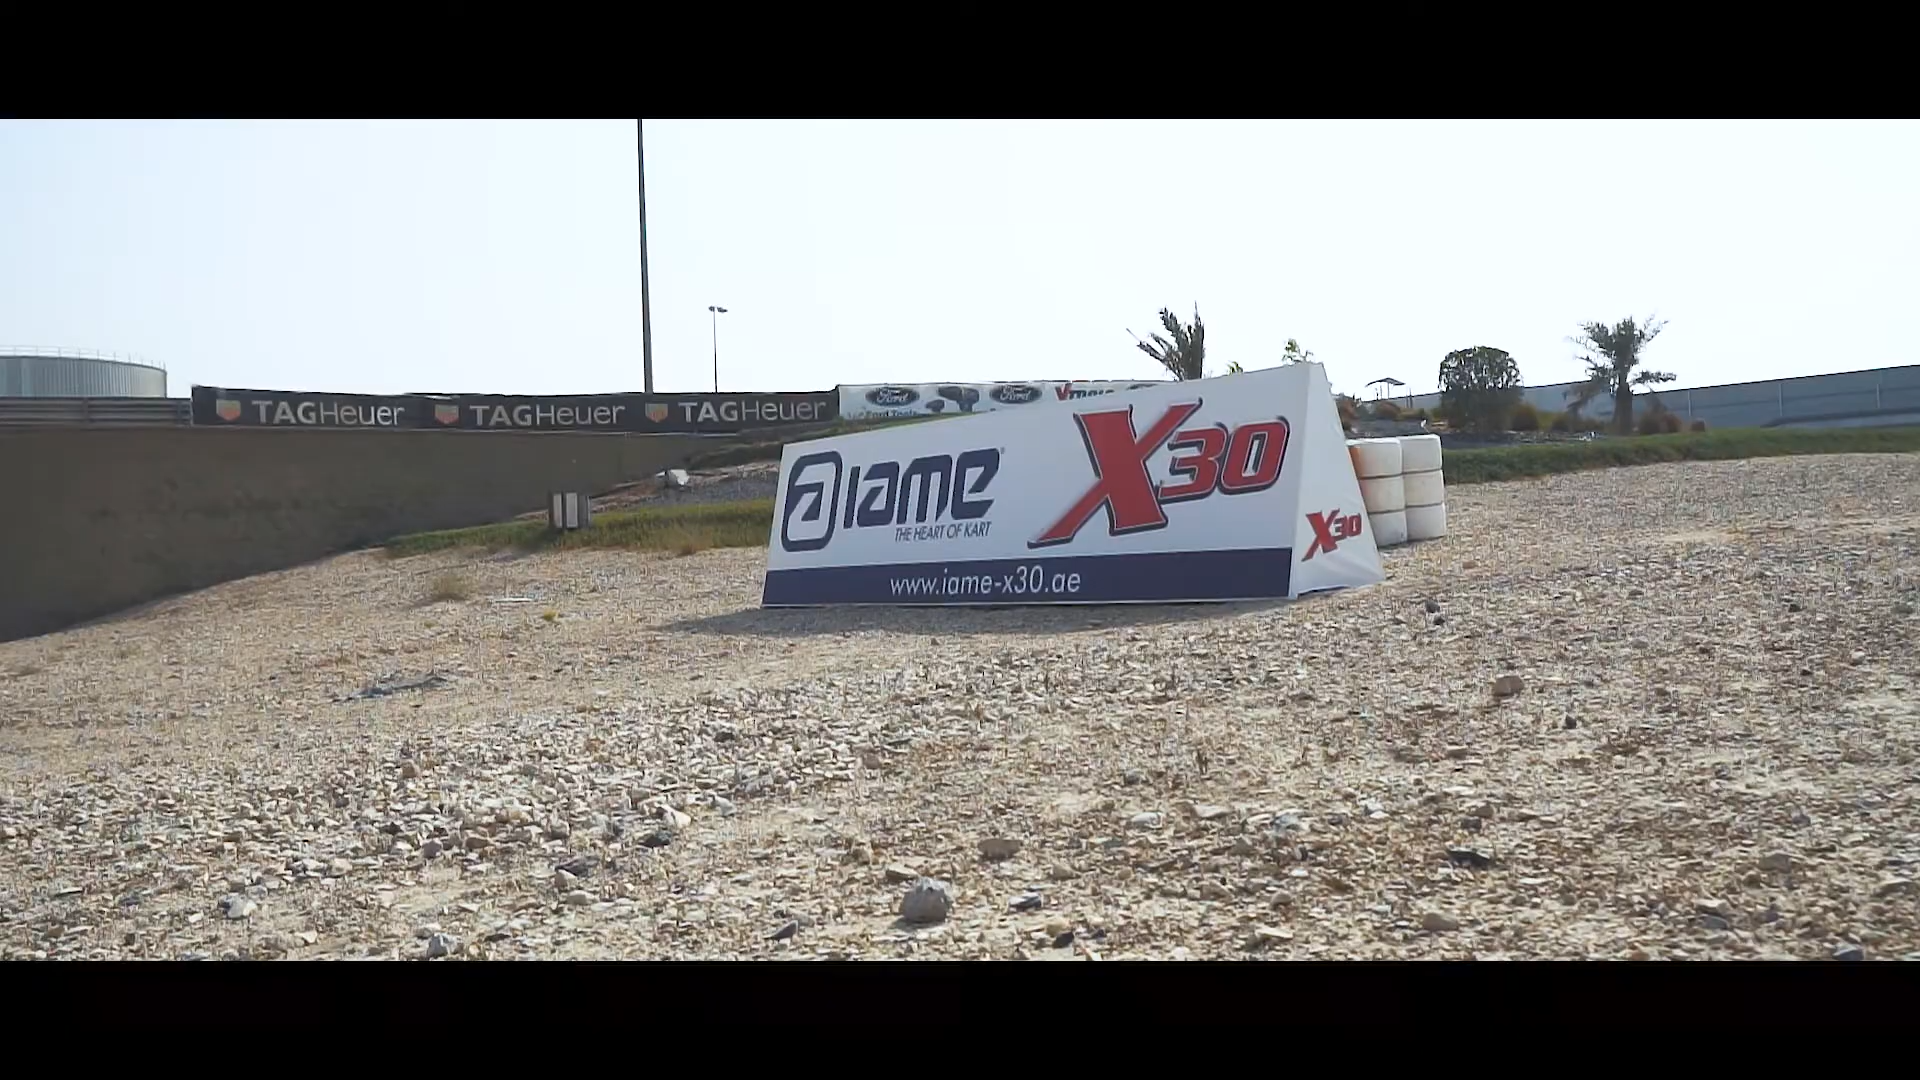 TAGHeuer TAGHeuer TAGHeuer
Ford Ford
IAME X30
THE HEART OF KART
X30
www.iame-x30.ae